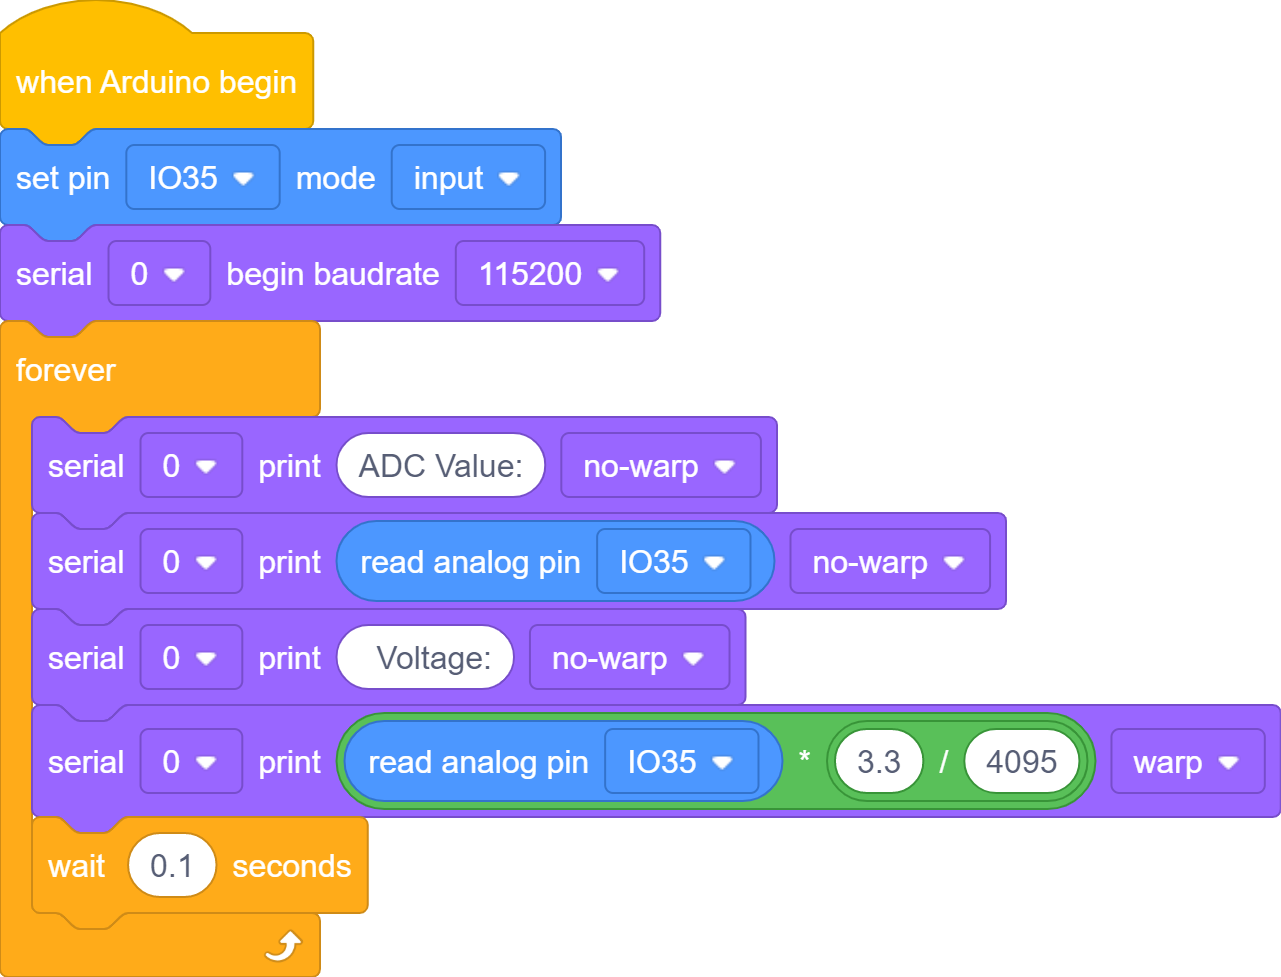 when Arduino begin
set pin IO35 mode input
serial 0 begin baudrate 115200
forever
serial 0 print ADC Value: no-warp
serial 0 print read analog pin IO35 no-warp
serial 0 print Voltage: no-warp
serial 0 print read analog pin IO35 * 3.3 / 4095 warp
wait 0.1 seconds